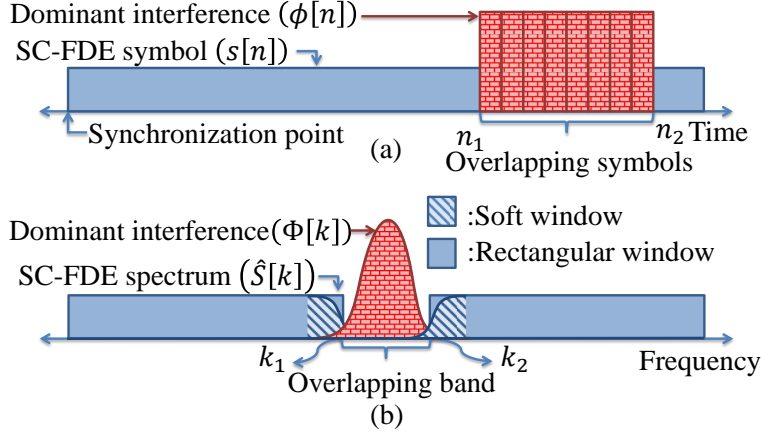 Dominant interference (ϕ[n])
SC-FDE symbol (s[n])
Synchronization point
n₁
n₂ Time
(a)
Overlapping symbols
Dominant interference(Φ[k])
:Soft window
:Rectangular window
SC-FDE spectrum (Ŝ[k])
k₁
k₂
Frequency
Overlapping band
(b)